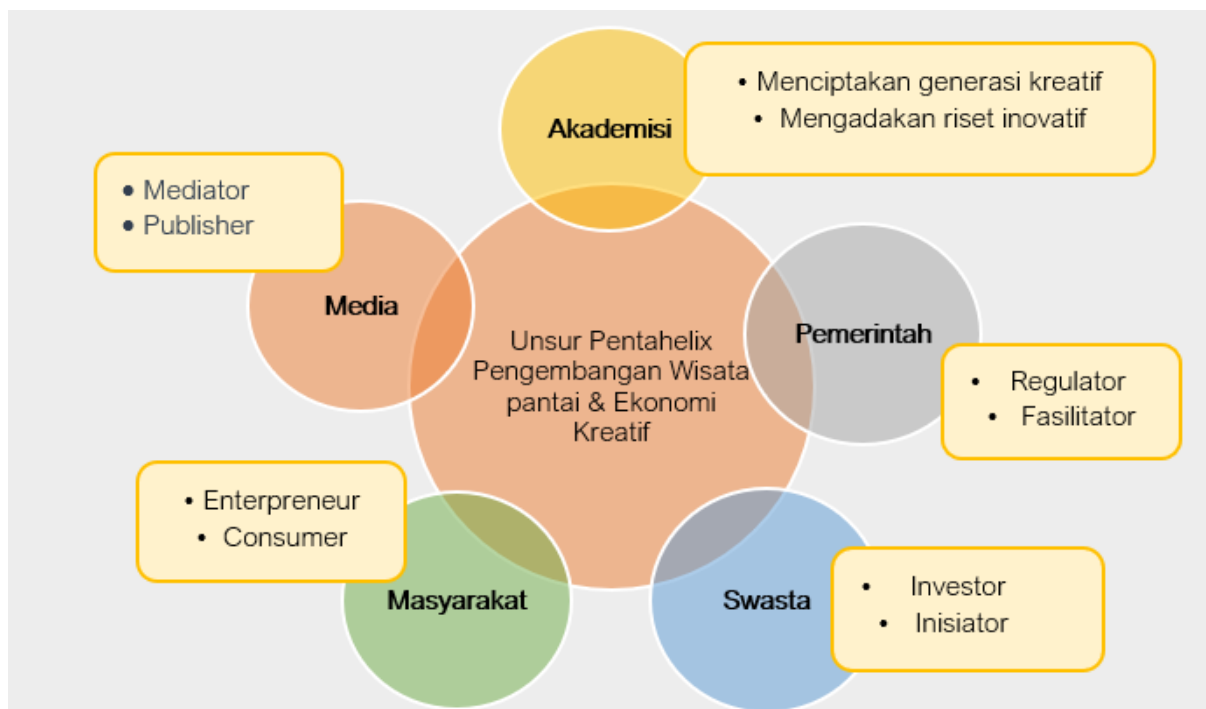 Akademisi
• Menciptakan generasi kreatif
• Mengadakan riset inovatif
• Mediator
• Publisher
Media
Pemerintah
• Regulator
• Fasilitator
Unsur Pentahelix
Pengembangan Wisata
pantai & Ekonomi
Kreatif
• Enterpreneur
• Consumer
Masyarakat
Swasta
• Investor
• Inisiator